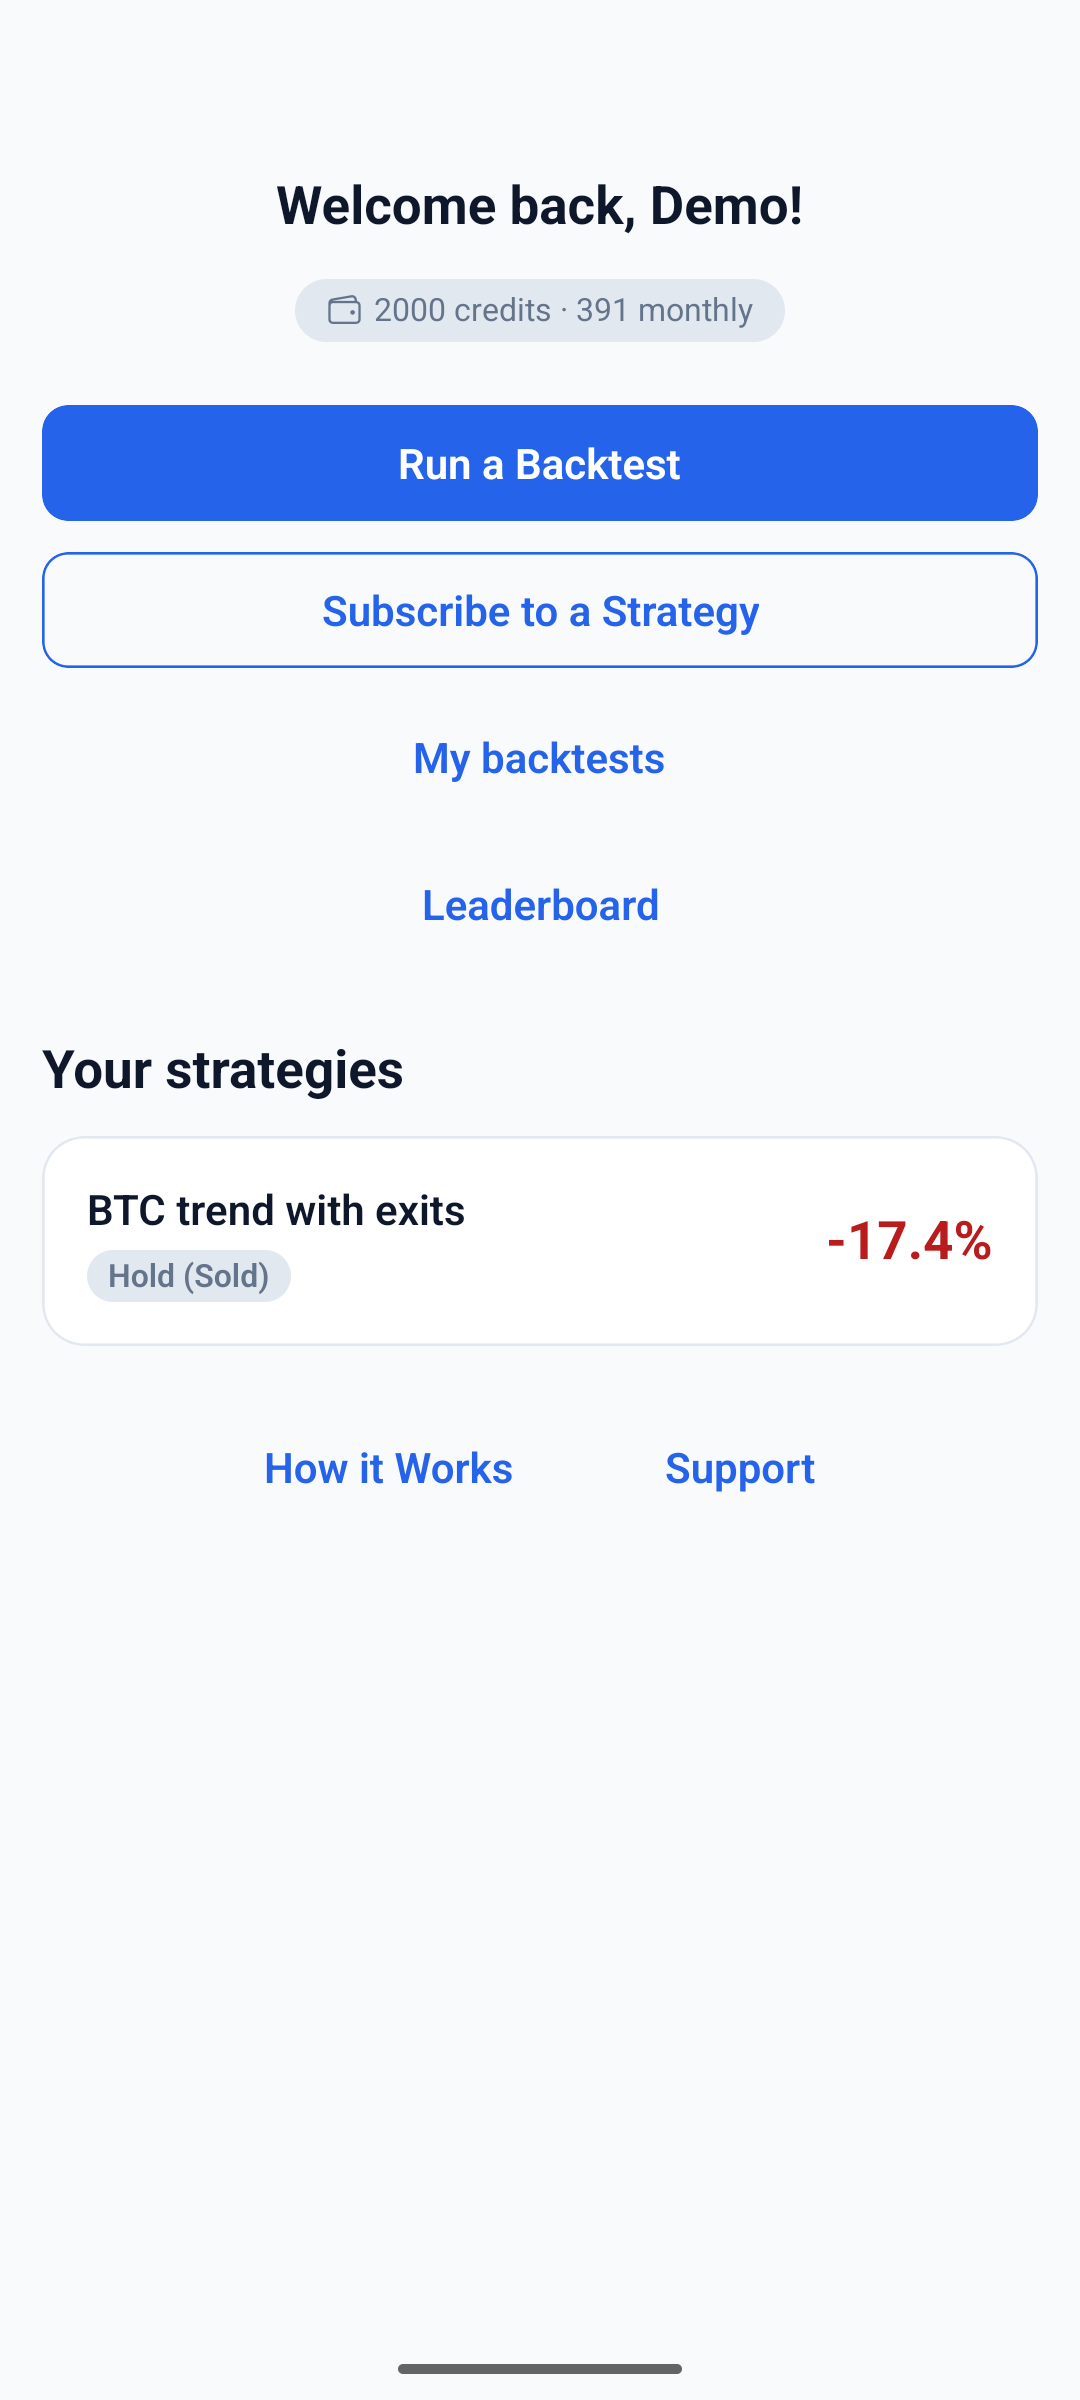 Welcome back, Demo!
2000 credits · 391 monthly
Run a Backtest
Subscribe to a Strategy
My backtests
Leaderboard
Your strategies
BTC trend with exits
-17.4%
Hold (Sold)
How it Works
Support